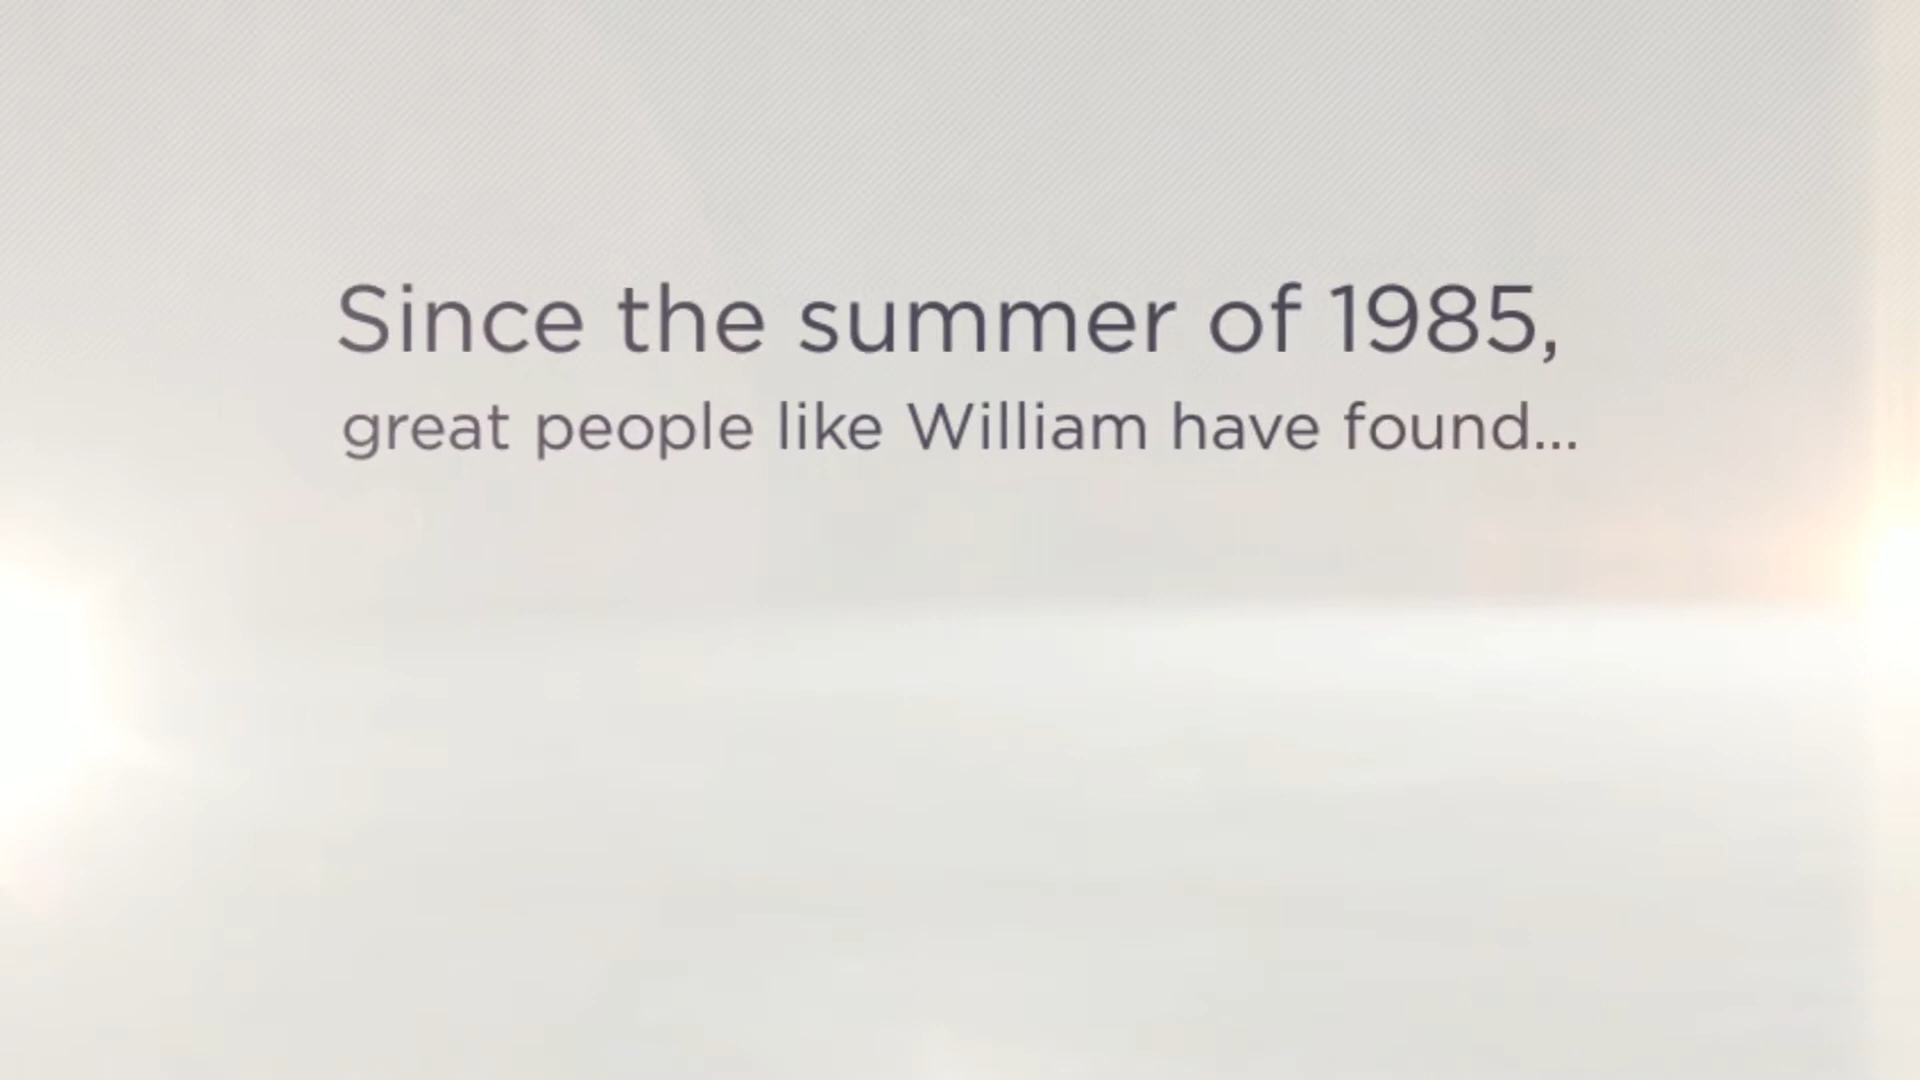 Since the summer of 1985,
great people like William have found...